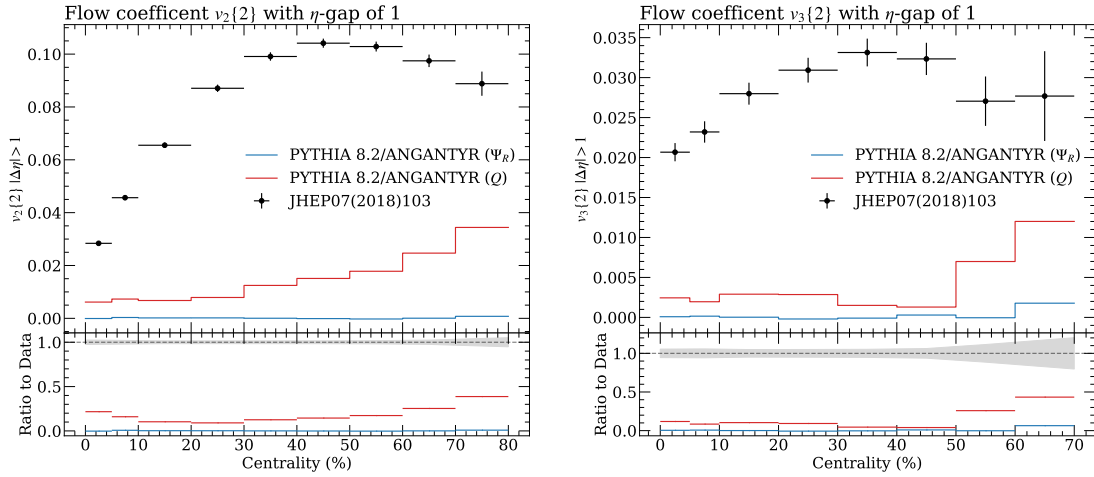 Flow coefficent v₂{2} with η-gap of 1
v₂{2} |Δη| > 1
0.10
0.08
0.06
0.04
0.02
0.00
PYTHIA 8.2/ANGANTYR (Ψ_R)
PYTHIA 8.2/ANGANTYR (Q)
JHEP07(2018)103
Ratio to Data
1.0
0.5
0.0
0 10 20 30 40 50 60 70 80
Centrality (%)
Flow coefficient v₃{2} with η-gap of 1
v₃{2} |Δη| > 1
0.035
0.030
0.025
0.020
0.015
0.010
0.005
0.000
PYTHIA 8.2/ANGANTYR (Ψ_R)
PYTHIA 8.2/ANGANTYR (Q)
JHEP07(2018)103
Ratio to Data
1.0
0.5
0.0
0 10 20 30 40 50 60 70
Centrality (%)